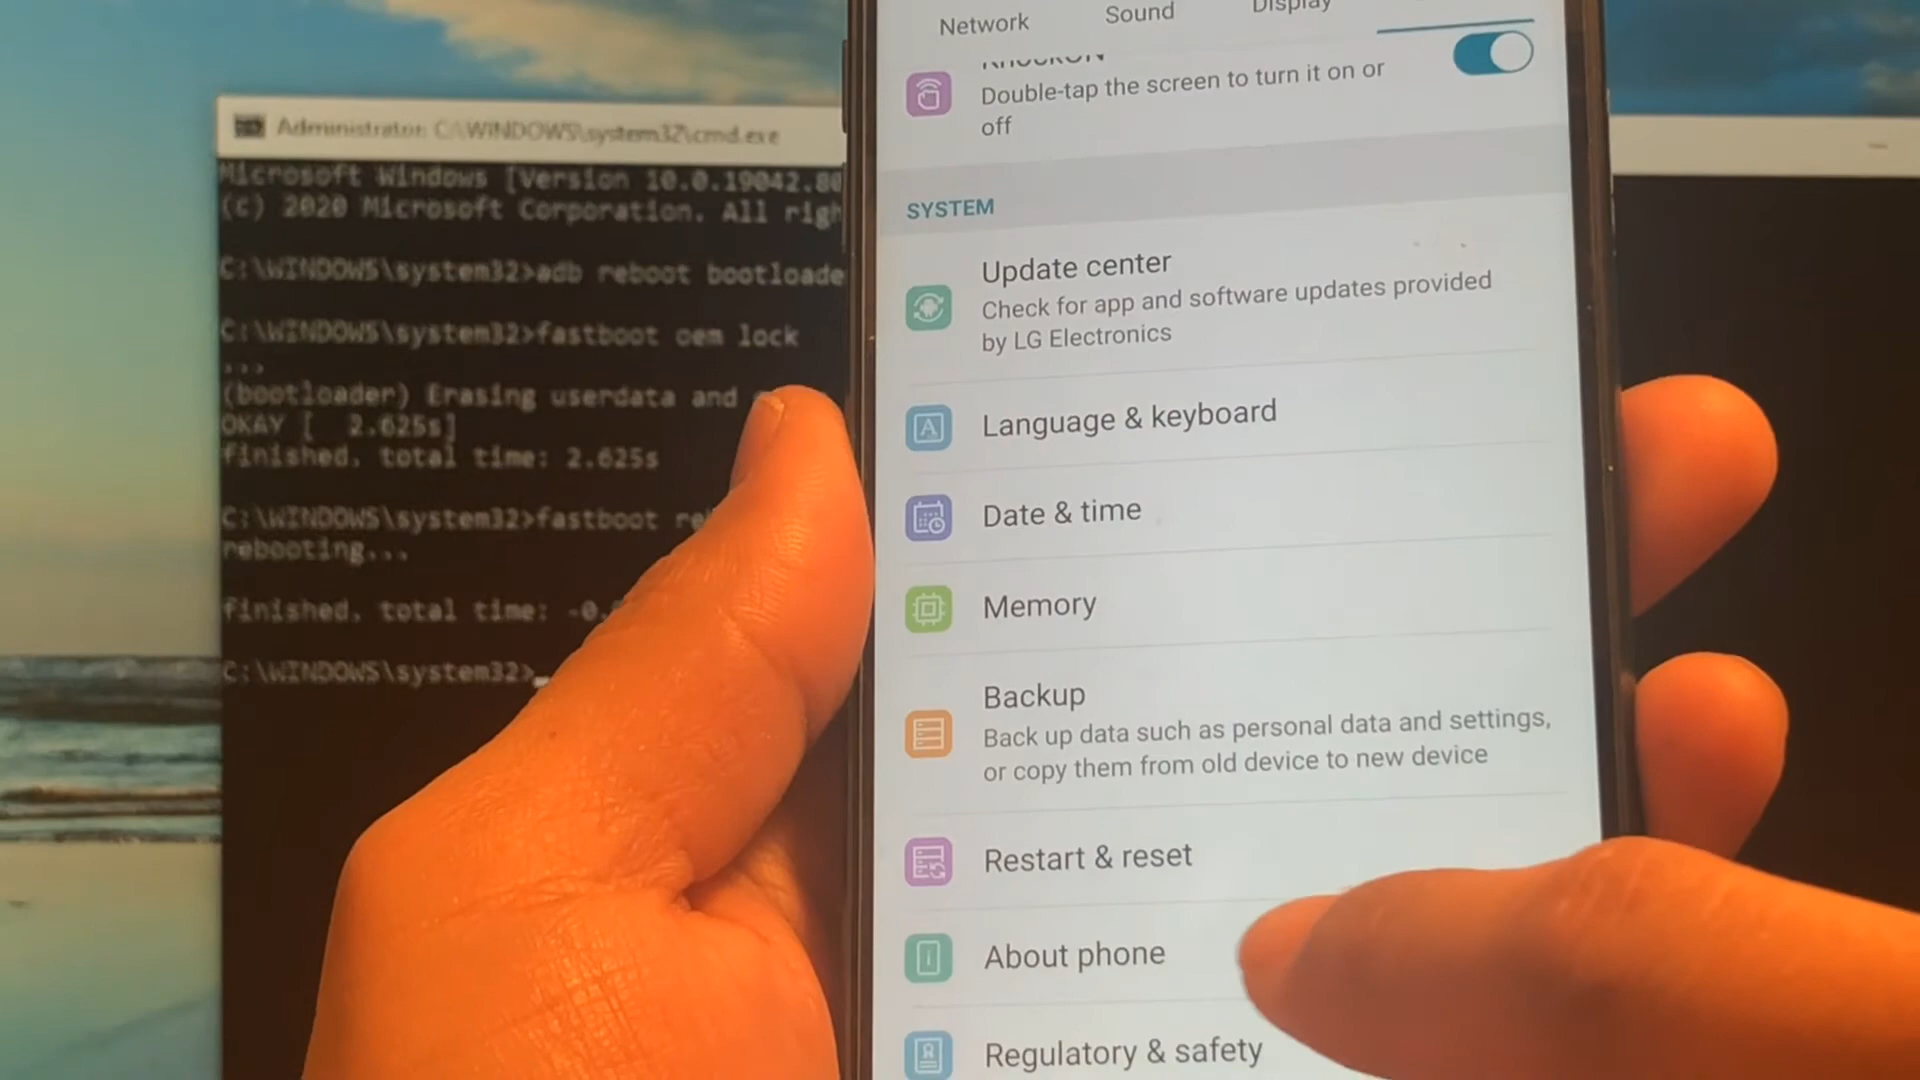 Administrator: C:\WINDOWS\system32\cmd.exe
Microsoft Windows [Version 10.0.19042.
(c) 2020 Microsoft Corporation. All
C:\WINDOWS\system32>adb reboot bootloade
C:\WINDOWS\system32>fastboot oem lock
...
(bootloader) Erasing userdata and
OKAY [  2.625s]
finished. total time: 2.625s
C:\WINDOWS\system32>fastboot
rebooting...
finished. total time: -0.
C:\WINDOWS\system32>_
Network
Sound
Display
KnockON
Double-tap the screen to turn it on or
off
SYSTEM
Update center
Check for app and software updates provided
by LG Electronics
Language & keyboard
Date & time
Memory
Backup
Back up data such as personal data and settings,
or copy them from old device to new device
Restart & reset
About phone
Regulatory & safety